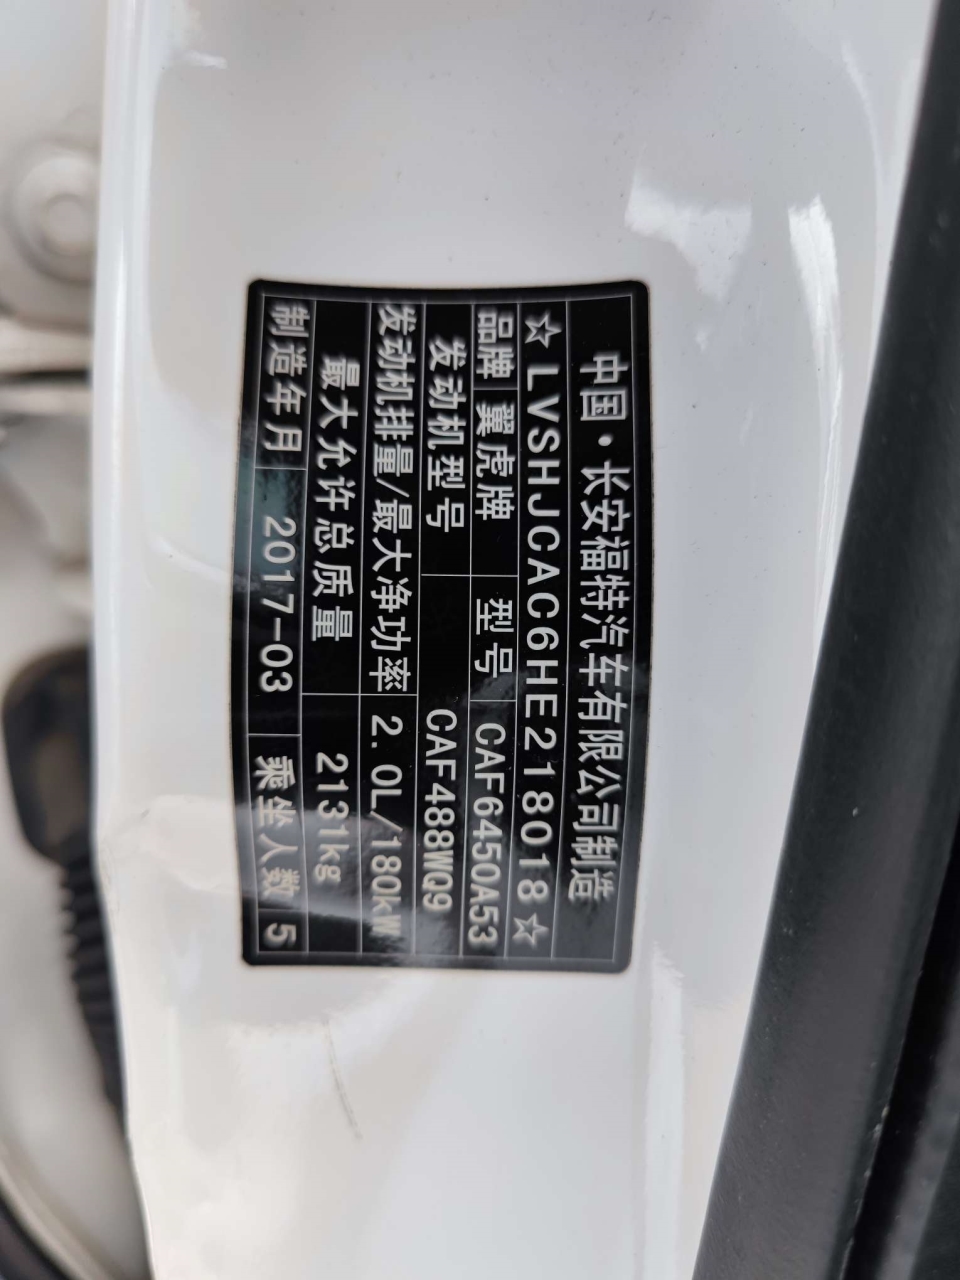 中国·长安福特汽车有限公司制造
☆LVSHJCAC6HE218018☆
品牌 翼虎牌 型号 CAF6450A53
发动机型号 CAF488WQ9
发动机排量/最大净功率 2.0L/180kW
最大允许总质量 2131kg
制造年月 2017-03 乘坐人数 5